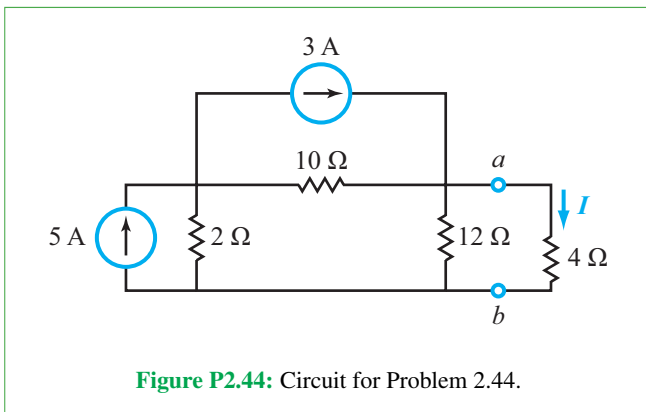 3 A
10 Ω
a
I
5 A
2 Ω
12 Ω
4 Ω
b
Figure P2.44: Circuit for Problem 2.44.